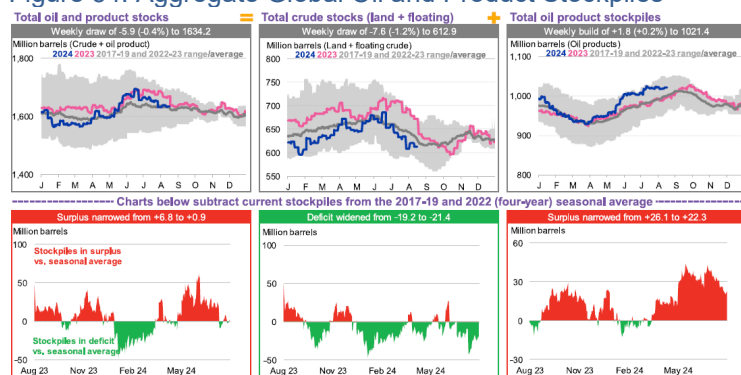 Total oil and product stocks = Total crude stocks (land + floating) + Total oil product stockpiles
Weekly draw of -5.9 (-0.4%) to 1634.2
Million barrels (Crude + oil product)
2024 2023 2017-19 and 2022-23 range/average
1,800
1,600
1,400
J F M A M J J A S O N D
Weekly draw of -7.6 (-1.2%) to 612.9
Million barrels (Land + floating crude)
2024 2023 2017-19 and 2022-23 range/average
800
750
700
650
600
550
J F M A M J J A S O N D
Weekly build of +1.8 (+0.2%) to 1021.4
Million barrels (Oil products)
2024 2023 2017-19 and 2022-23 range/average
1,100
1,000
900
800
J F M A M J J A S O N D
Charts below subtract current stockpiles from the 2017-19 and 2022 (four-year) seasonal average
Surplus narrowed from +6.8 to +0.9
Million barrels
100
Stockpiles in surplus
vs. seasonal average
50
0
Stockpiles in deficit
vs. seasonal average
-50
Aug 23 Nov 23 Feb 24 May 24
Deficit widened from -19.2 to -21.4
Million barrels
100
50
0
-50
Aug 23 Nov 23 Feb 24 May 24
Surplus narrowed from +26.1 to +22.3
Million barrels
60
30
0
-30
Aug 23 Nov 23 Feb 24 May 24